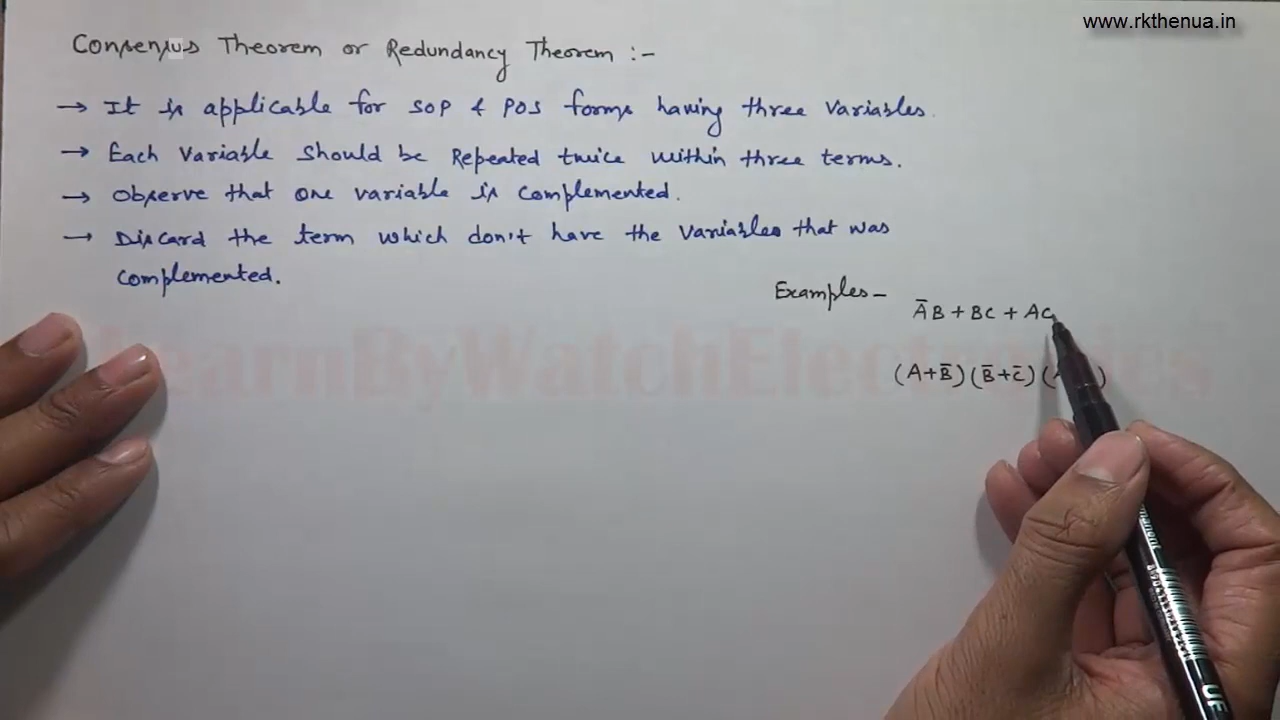 www.rkthenua.in
Consensus Theorem or Redundancy Theorem :-
→ It is applicable for SOP & POS forms having three variables.
→ Each variable should be Repeated twice within three terms.
→ Observe that one variable is complemented.
→ Discard the term which don't have the variables that was
complemented.
Examples - A̅B + BC + AC
LearnByWatchElectronics
(A+B̅)(B̅+C̅)(
UF